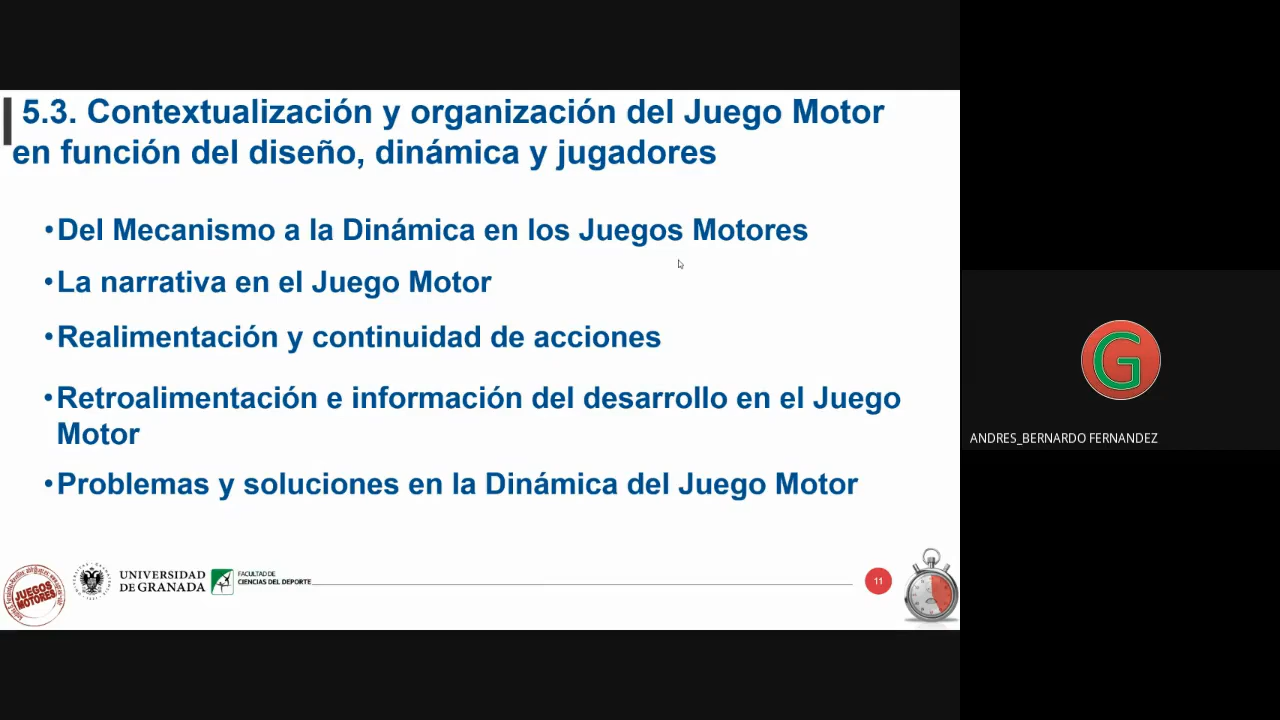 5.3. Contextualización y organización del Juego Motor
en función del diseño, dinámica y jugadores
•Del Mecanismo a la Dinámica en los Juegos Motores
•La narrativa en el Juego Motor
•Realimentación y continuidad de acciones
•Retroalimentación e información del desarrollo en el Juego
Motor
•Problemas y soluciones en la Dinámica del Juego Motor
JUEGOS
MOTORES
UNIVERSIDAD
DE GRANADA
FACULTAD DE
CIENCIAS DEL DEPORTE
11
G
ANDRES_BERNARDO FERNANDEZ